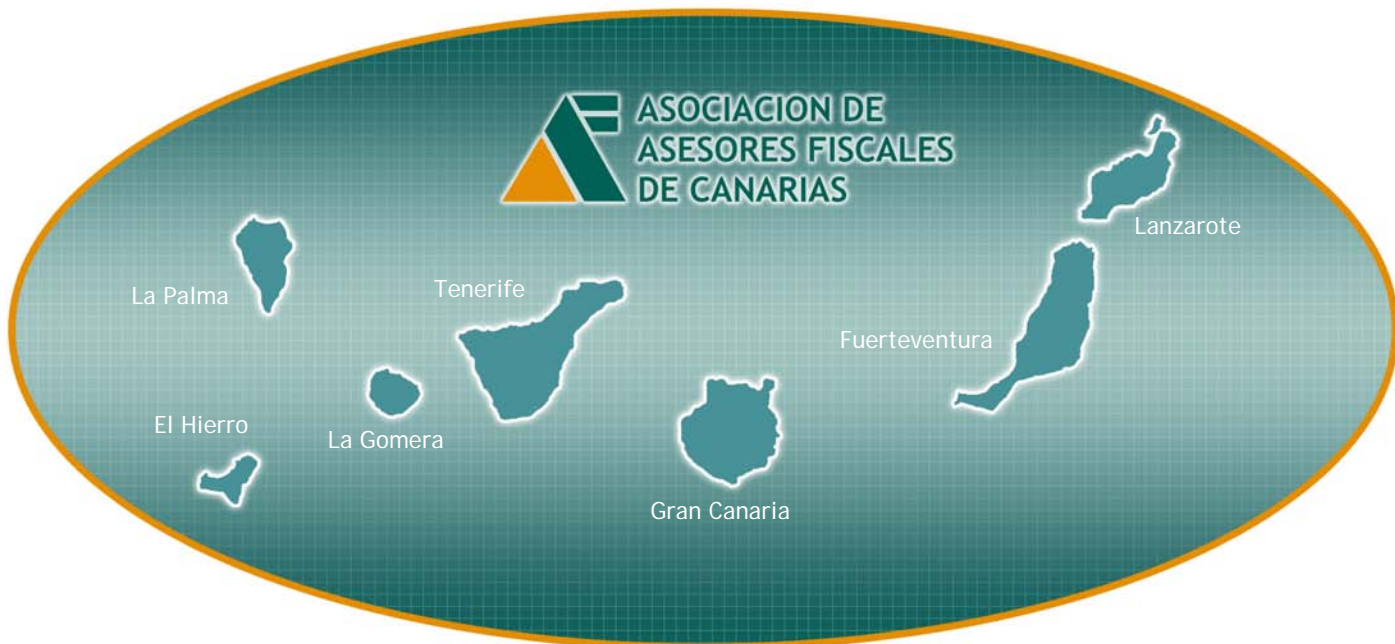 ASOCIACION DE
ASESORES FISCALES
DE CANARIAS
Lanzarote
La Palma
Tenerife
Fuerteventura
El Hierro
La Gomera
Gran Canaria